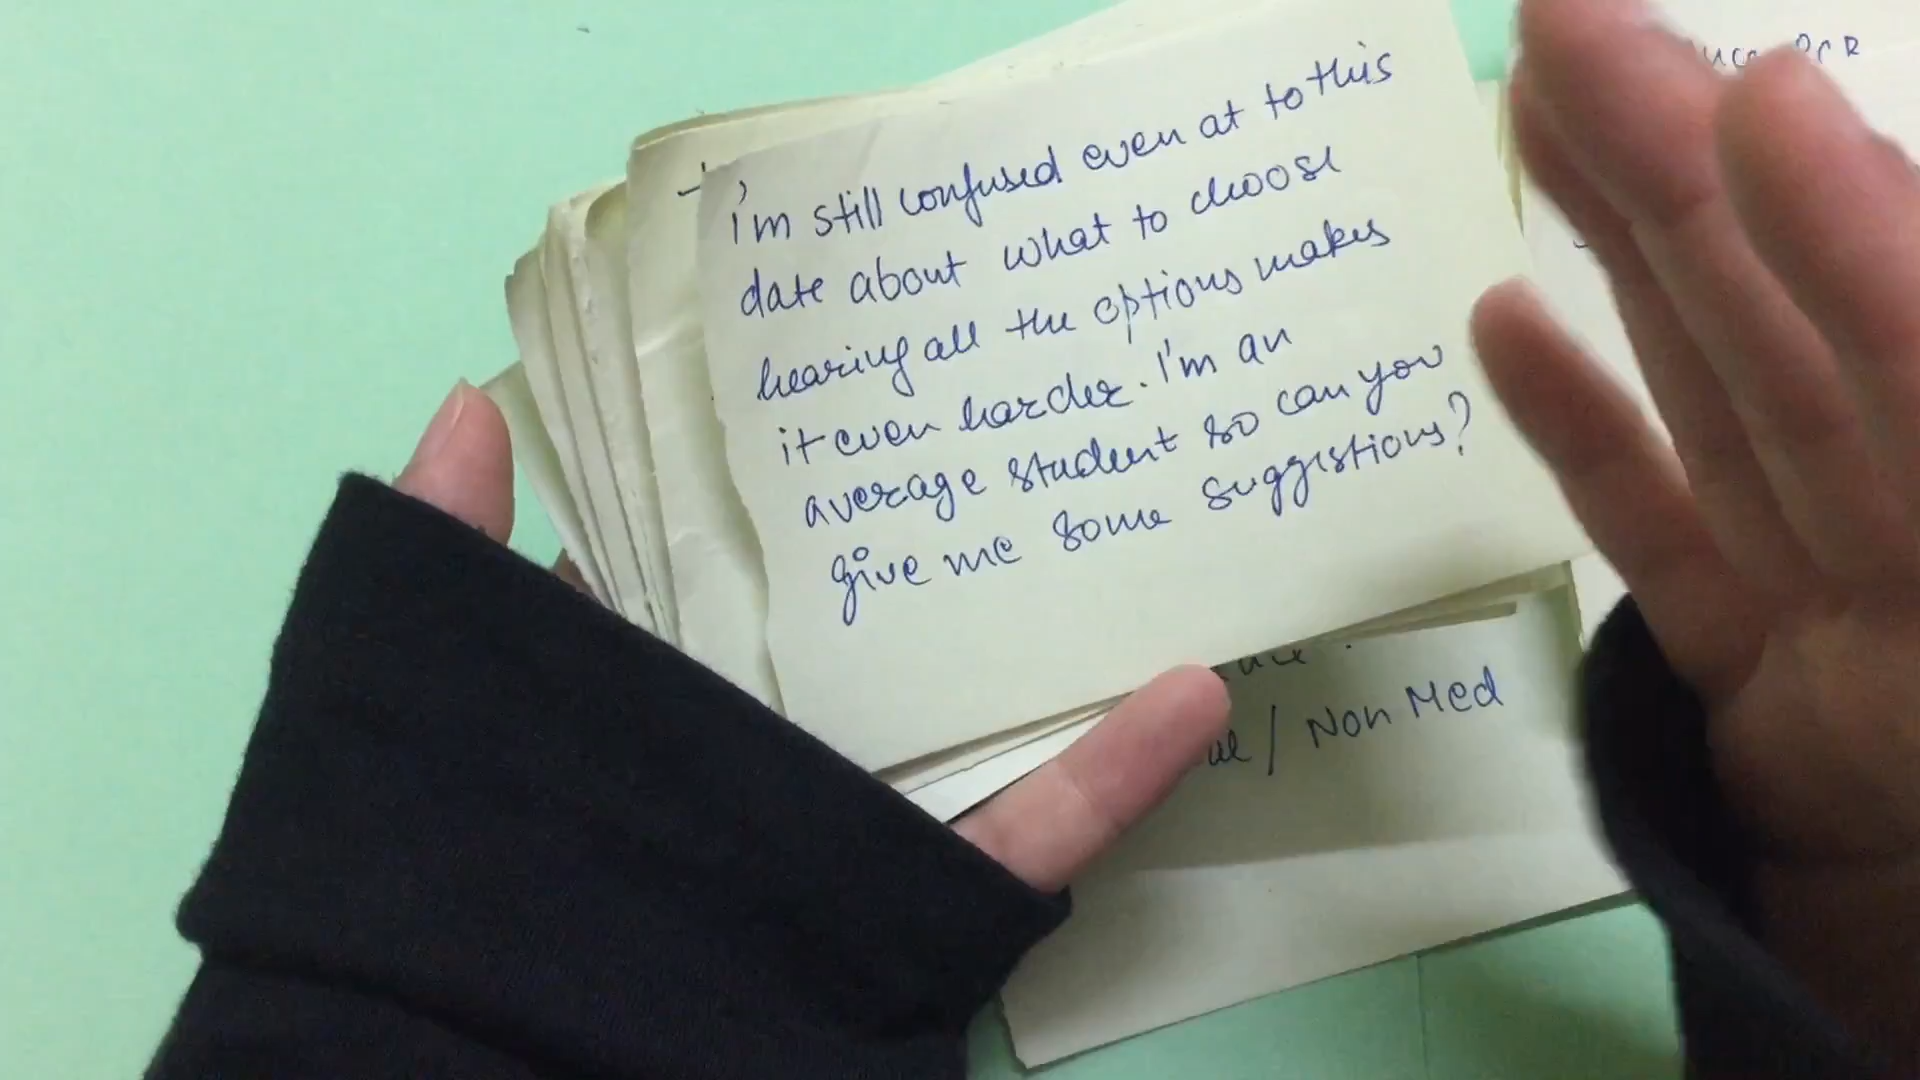 i'm still confused even at to this
date about what to choose
hearing all the options makes
it even harder. I'm an
average student so can you
give me some suggestions?
/ Non Med